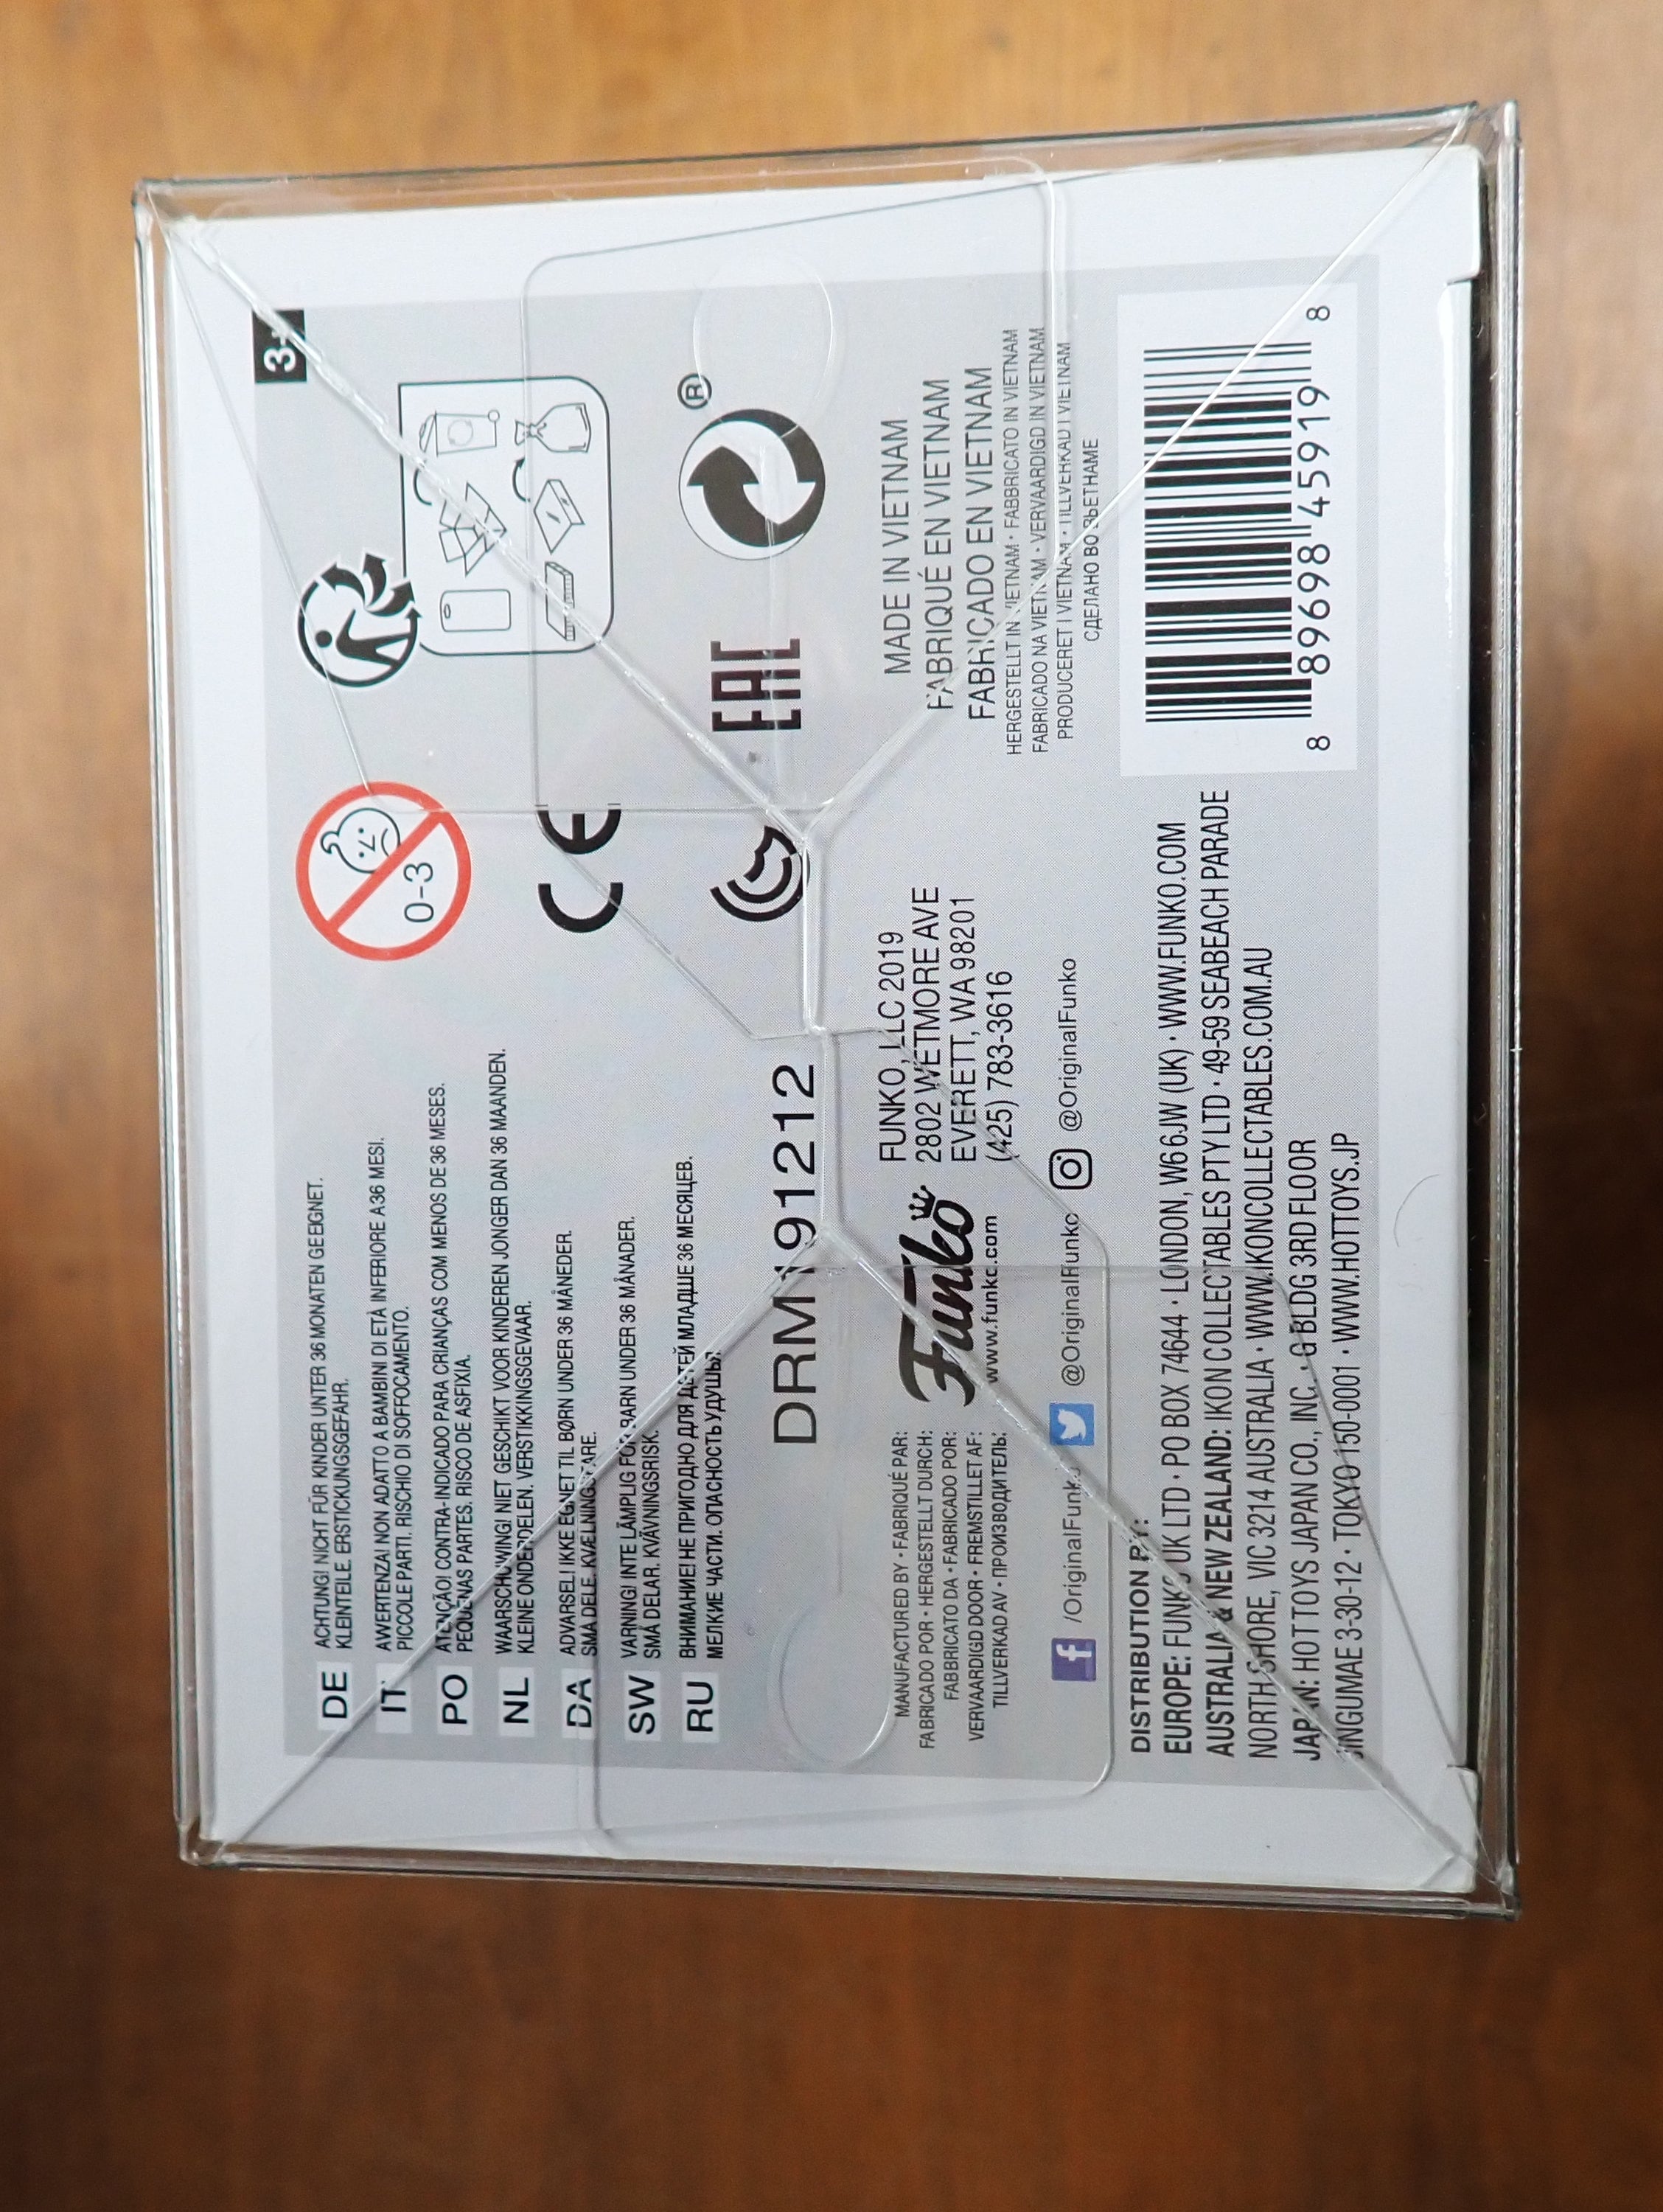 DE ACHTUNG! NICHT FÜR KINDER UNTER 36 MONATEN GEEIGNET.
KLEINTEILE. ERSTICKUNGSGEFAHR.
IT AWERTENZA! NON ADATTO A BAMBINI DI ETÀ INFERIORE A 36 MESI.
PICCOLE PARTI. RISCHIO DI SOFFOCAMENTO.
PO ATENÇÃO! CONTRA-INDICADO PARA CRIANÇAS COM MENOS DE 36 MESES.
PEQUENAS PARTES. RISCO DE ASFIXIA.
NL WAARSCHUWING! NIET GESCHIKT VOOR KINDEREN JONGER DAN 36 MAANDEN.
KLEINE ONDERDELEN. VERSTIKKINGSGEVAAR.
DA ADVARSEL! IKKE EGNET TIL BØRN UNDER 36 MÅNEDER.
SMÅ DELE. KVÆLNINGSFARE.
SW VARNING! INTE LÄMPLIG FÖR BARN UNDER 36 MÅNADER.
SMÅ DELAR. KVÄVNINGSRISK.
RU ВНИМАНИЕ! НЕ ПРИГОДНО ДЛЯ ДЕТЕЙ МЛАДШЕ 36 МЕСЯЦЕВ.
МЕЛКИЕ ЧАСТИ. ОПАСНОСТЬ УДУШЬЯ
0-3
3+
CE
EAC
®
DRM191212
MANUFACTURED BY • FABRIQUÉ PAR:
FABRICADO POR • HERGESTELLT DURCH:
FABBRICATO DA • FABRICADO POR:
VERVAARDIGD DOOR • FREMSTILLET AF:
TILLVERKAD AV • ПРОИЗВОДИТЕЛЬ:
Funko
www.funko.com
FUNKO, LLC 2019
2802 WETMORE AVE
EVERETT, WA 98201
(425) 783-3616
/OriginalFunko @OriginalFunko @OriginalFunko
MADE IN VIETNAM
FABRIQUÉ EN VIETNAM
FABRICADO EN VIETNAM
HERGESTELLT IN VIETNAM • FABBRICATO IN VIETNAM
FABRICADO NA VIETNAM • VERVAARDIGD IN VIETNAM
PRODUCERET I VIETNAM • TILLVERKAD I VIETNAM
СДЕЛАНО ВО ВЬЕТНАМЕ
DISTRIBUTION BY:
EUROPE: FUNKO UK LTD • PO BOX 74644 • LONDON, W6 6JW (UK) • WWW.FUNKO.COM
AUSTRALIA & NEW ZEALAND: IKON COLLECTABLES PTY LTD • 49-59 SEABEACH PARADE
NORTH SHORE, VIC 3214 AUSTRALIA • WWW.IKONCOLLECTABLES.COM.AU
JAPAN: HOT TOYS JAPAN CO., INC. • G BLDG 3RD FLOOR
JINGUMAE 3-30-12 • TOKYO 150-0001 • WWW.HOTTOYS.JP
8 89698 45919 8